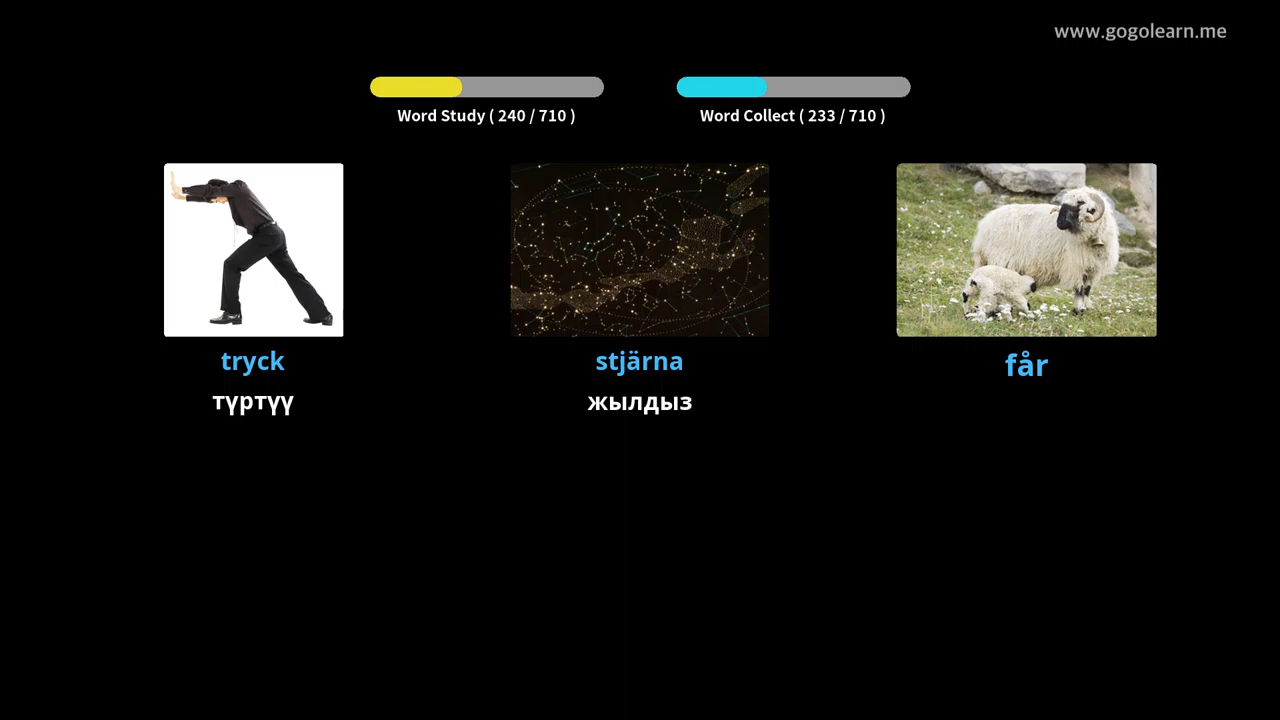 www.gogolearn.me
Word Study ( 240 / 710 )
Word Collect ( 233 / 710 )
tryck
түртүү
stjärna
жылдыз
får